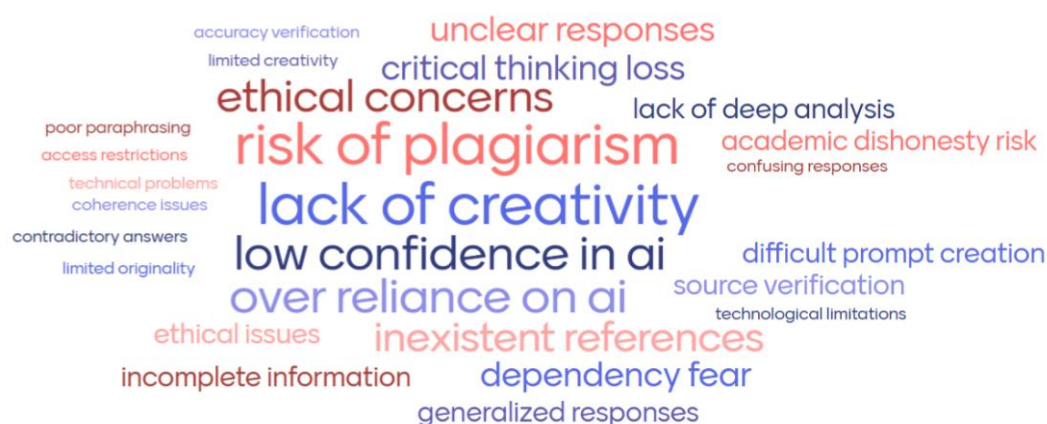 accuracy verification
unclear responses
limited creativity
critical thinking loss
ethical concerns
lack of deep analysis
poor paraphrasing
risk of plagiarism
academic dishonesty risk
access restrictions
confusing responses
technical problems
lack of creativity
coherence issues
contradictory answers
low confidence in ai
difficult prompt creation
limited originality
over reliance on ai
source verification
technological limitations
ethical issues
inexistent references
incomplete information
dependency fear
generalized responses